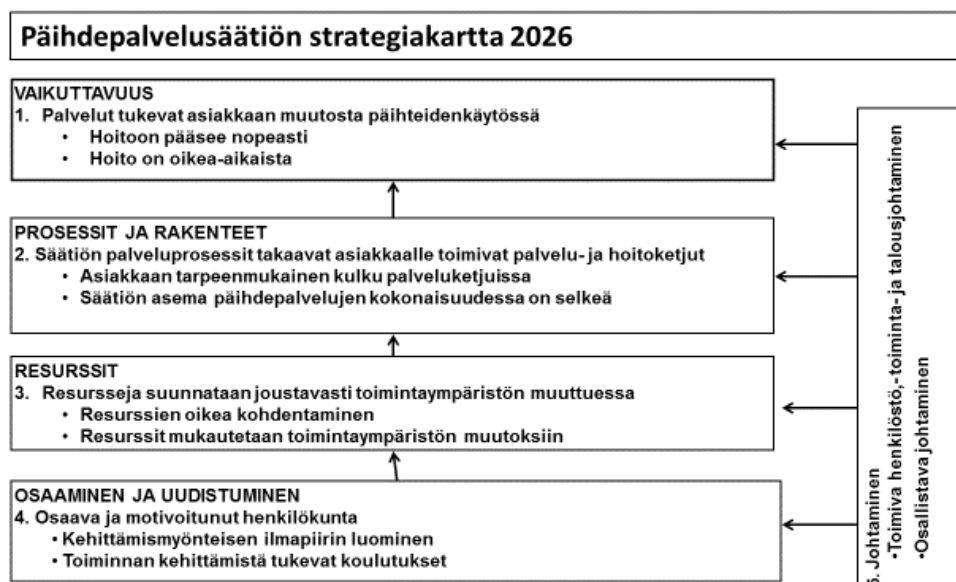 Päihdepalvelusäätiön strategiakartta 2026
VAIKUTTAVUUS
1. Palvelut tukevat asiakkaan muutosta päihteidenkäytössä
• Hoitoon pääsee nopeasti
• Hoito on oikea-aikaista
PROSESSIT JA RAKENTEET
2. Säätiön palveluprosessit takaavat asiakkaalle toimivat palvelu- ja hoitoketjut
• Asiakkaan tarpeenmukainen kulku palveluketjuissa
• Säätiön asema päihdepalvelujen kokonaisuudessa on selkeä
RESURSSIT
3. Resursseja suunnataan joustavasti toimintaympäristön muuttuessa
• Resurssien oikea kohdentaminen
• Resurssit mukautetaan toimintaympäristön muutoksiin
OSAAMINEN JA UUDISTUMINEN
4. Osaava ja motivoitunut henkilökunta
• Kehittämismyönteisen ilmapiirin luominen
• Toiminnan kehittämistä tukevat koulutukset
Johtaminen
•Toimiva henkilöstö,- toiminta- ja talousjohtaminen
•Osallistava johtaminen